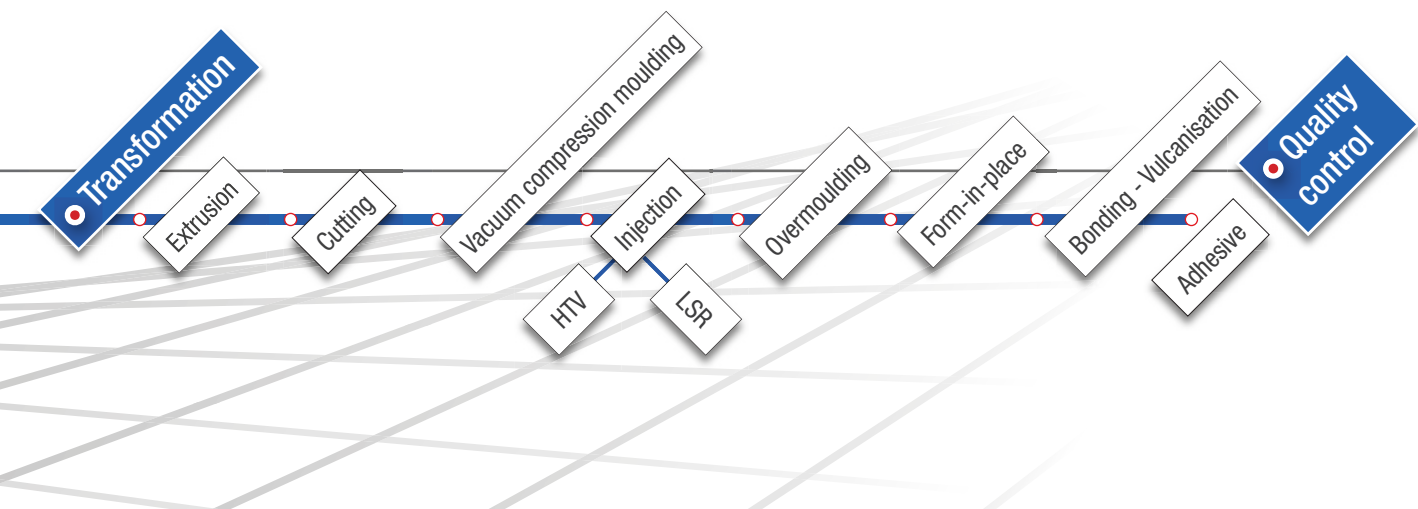 Transformation
Extrusion
Cutting
Vacuum compression moulding
Injection
HTV
LSR
Overmoulding
Form-in-place
Bonding - Vulcanisation
Adhesive
Quality
control